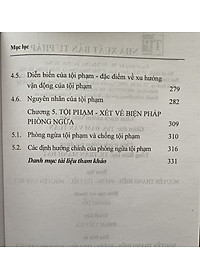 Mục lục
4.5. Diễn biến của tội phạm - đặc điểm về xu hướng
vận động của tội phạm 279
4.6. Nguyên nhân của tội phạm 282
Chương 5. TỘI PHẠM - XÉT VỀ BIỆN PHÁP
PHÒNG NGỪA 309
5.1. Phòng ngừa tội phạm và chống tội phạm 310
5.2. Các định hướng chính của phòng ngừa tội phạm 316
Danh mục tài liệu tham khảo 331